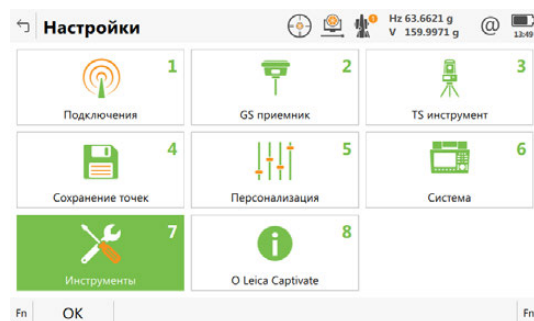 Настройки
Hz 63.6621 g
V 159.9971 g
@
13:49
1
Подключения
2
GS приемник
3
TS инструмент
4
Сохранение точек
5
Персонализация
6
Система
7
Инструменты
8
О Leica Captivate
Fn
OK
Fn